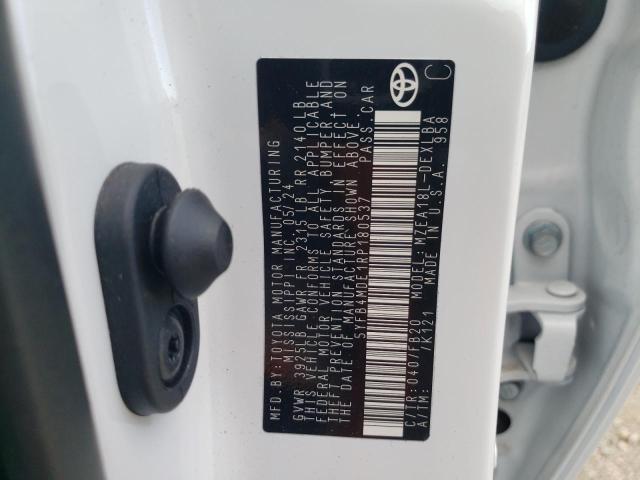 MFD. BY: TOYOTA MOTOR MANUFACTURING
MISSISSIPPI INC. 05/24
GVWR 3925LB GAWR FR 2315 LB RR 2140 LB
THIS VEHICLE CONFORMS TO ALL APPLICABLE
FEDERAL MOTOR VEHICLE SAFETY BUMPER, AND
THEFT PREVENTION STANDARDS IN EFFECT ON
THE DATE OF MANUFACTURE SHOWN ABOVE.
5YFB4MDE1RP180537 PASS. CAR
C/TR: 040/FB20 MODEL: MZEA18L-DEXLBA
A/TM: /K121 MADE IN U.S.A. 958
C